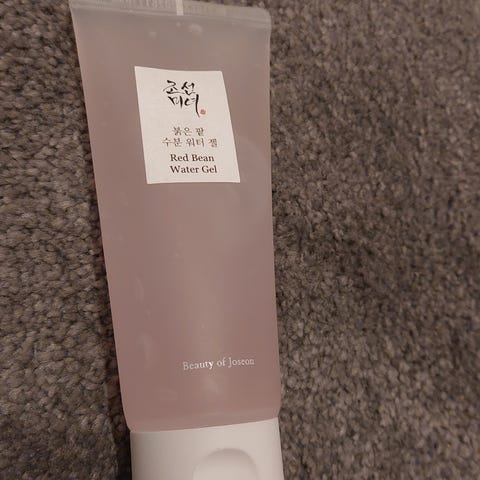 조선
미녀
붉은 팥
수분 워터 젤
Red Bean
Water Gel
Beauty of Joseon